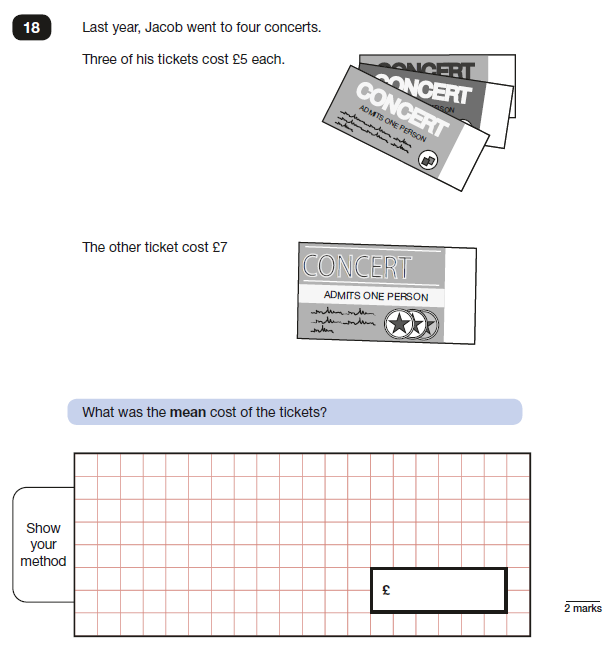 18
Last year, Jacob went to four concerts.
Three of his tickets cost £5 each.
CONCERT
CONCERT
CONCERT
ADMITS ONE PERSON
The other ticket cost £7
CONCERT
ADMITS ONE PERSON
What was the mean cost of the tickets?
Show
your
method
£
2 marks